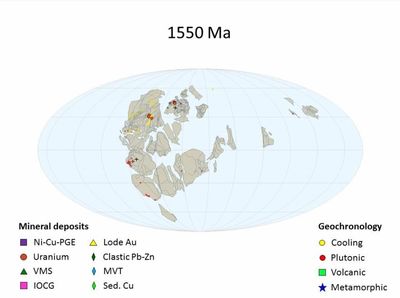 1550 Ma
Mineral deposits
Ni-Cu-PGE
Lode Au
Uranium
Clastic Pb-Zn
VMS
MVT
IOCG
Sed. Cu
Geochronology
Cooling
Plutonic
Volcanic
Metamorphic